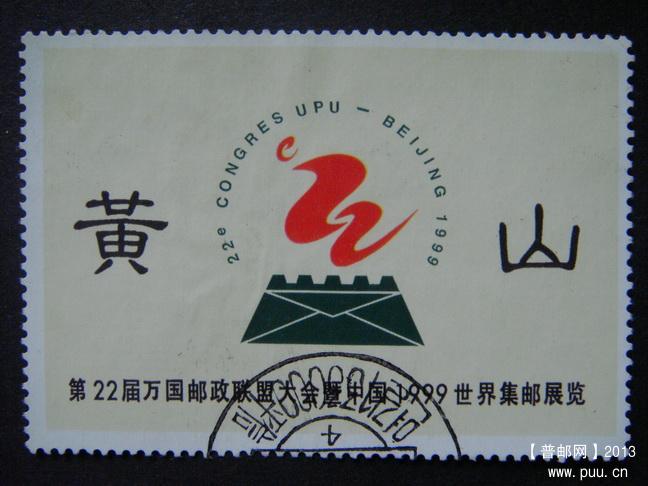 22e CONGRES UPU – BEIJING 1999
黃 山
第22届万国邮政联盟大会暨中国1999世界集邮展览
4
【普邮网】2013
www.puu.cn